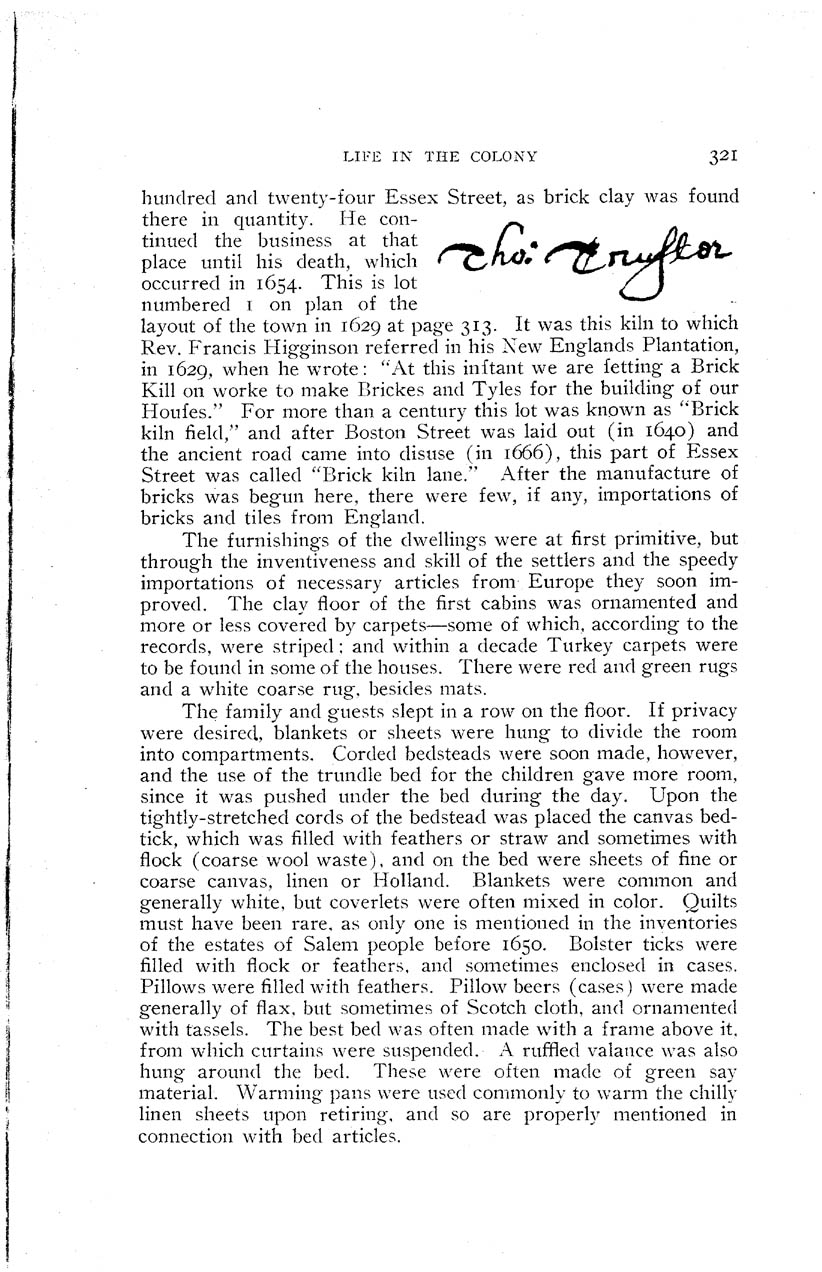 LIFE IN THE COLONY 321
hundred and twenty-four Essex Street, as brick clay was found
there in quantity. He con-
tinued the business at that
place until his death, which
occurred in 1654. This is lot
numbered 1 on plan of the
Tho: Trusler
layout of the town in 1629 at page 313. It was this kiln to which
Rev. Francis Higginson referred in his New Englands Plantation,
in 1629, when he wrote: "At this inſtant we are ſetting a Brick
Kill on worke to make Brickes and Tyles for the building of our
Houſes." For more than a century this lot was known as "Brick
kiln field," and after Boston Street was laid out (in 1640) and
the ancient road came into disuse (in 1666), this part of Essex
Street was called "Brick kiln lane." After the manufacture of
bricks was begun here, there were few, if any, importations of
bricks and tiles from England.
The furnishings of the dwellings were at first primitive, but
through the inventiveness and skill of the settlers and the speedy
importations of necessary articles from Europe they soon im-
proved. The clay floor of the first cabins was ornamented and
more or less covered by carpets—some of which, according to the
records, were striped; and within a decade Turkey carpets were
to be found in some of the houses. There were red and green rugs
and a white coarse rug, besides mats.
The family and guests slept in a row on the floor. If privacy
were desired, blankets or sheets were hung to divide the room
into compartments. Corded bedsteads were soon made, however,
and the use of the trundle bed for the children gave more room,
since it was pushed under the bed during the day. Upon the
tightly-stretched cords of the bedstead was placed the canvas bed-
tick, which was filled with feathers or straw and sometimes with
flock (coarse wool waste), and on the bed were sheets of fine or
coarse canvas, linen or Holland. Blankets were common and
generally white, but coverlets were often mixed in color. Quilts
must have been rare, as only one is mentioned in the inventories
of the estates of Salem people before 1650. Bolster ticks were
filled with flock or feathers, and sometimes enclosed in cases.
Pillows were filled with feathers. Pillow beers (cases) were made
generally of flax, but sometimes of Scotch cloth, and ornamented
with tassels. The best bed was often made with a frame above it,
from which curtains were suspended. A ruffled valance was also
hung around the bed. These were often made of green say
material. Warming pans were used commonly to warm the chilly
linen sheets upon retiring, and so are properly mentioned in
connection with bed articles.